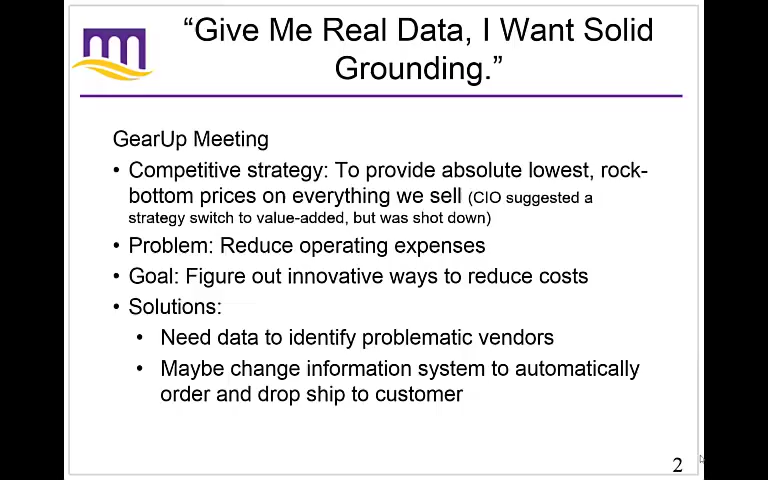 “Give Me Real Data, I Want Solid
Grounding.”
GearUp Meeting
• Competitive strategy: To provide absolute lowest, rock-
bottom prices on everything we sell (CIO suggested a
strategy switch to value-added, but was shot down)
• Problem: Reduce operating expenses
• Goal: Figure out innovative ways to reduce costs
• Solutions:
• Need data to identify problematic vendors
• Maybe change information system to automatically
order and drop ship to customer
2